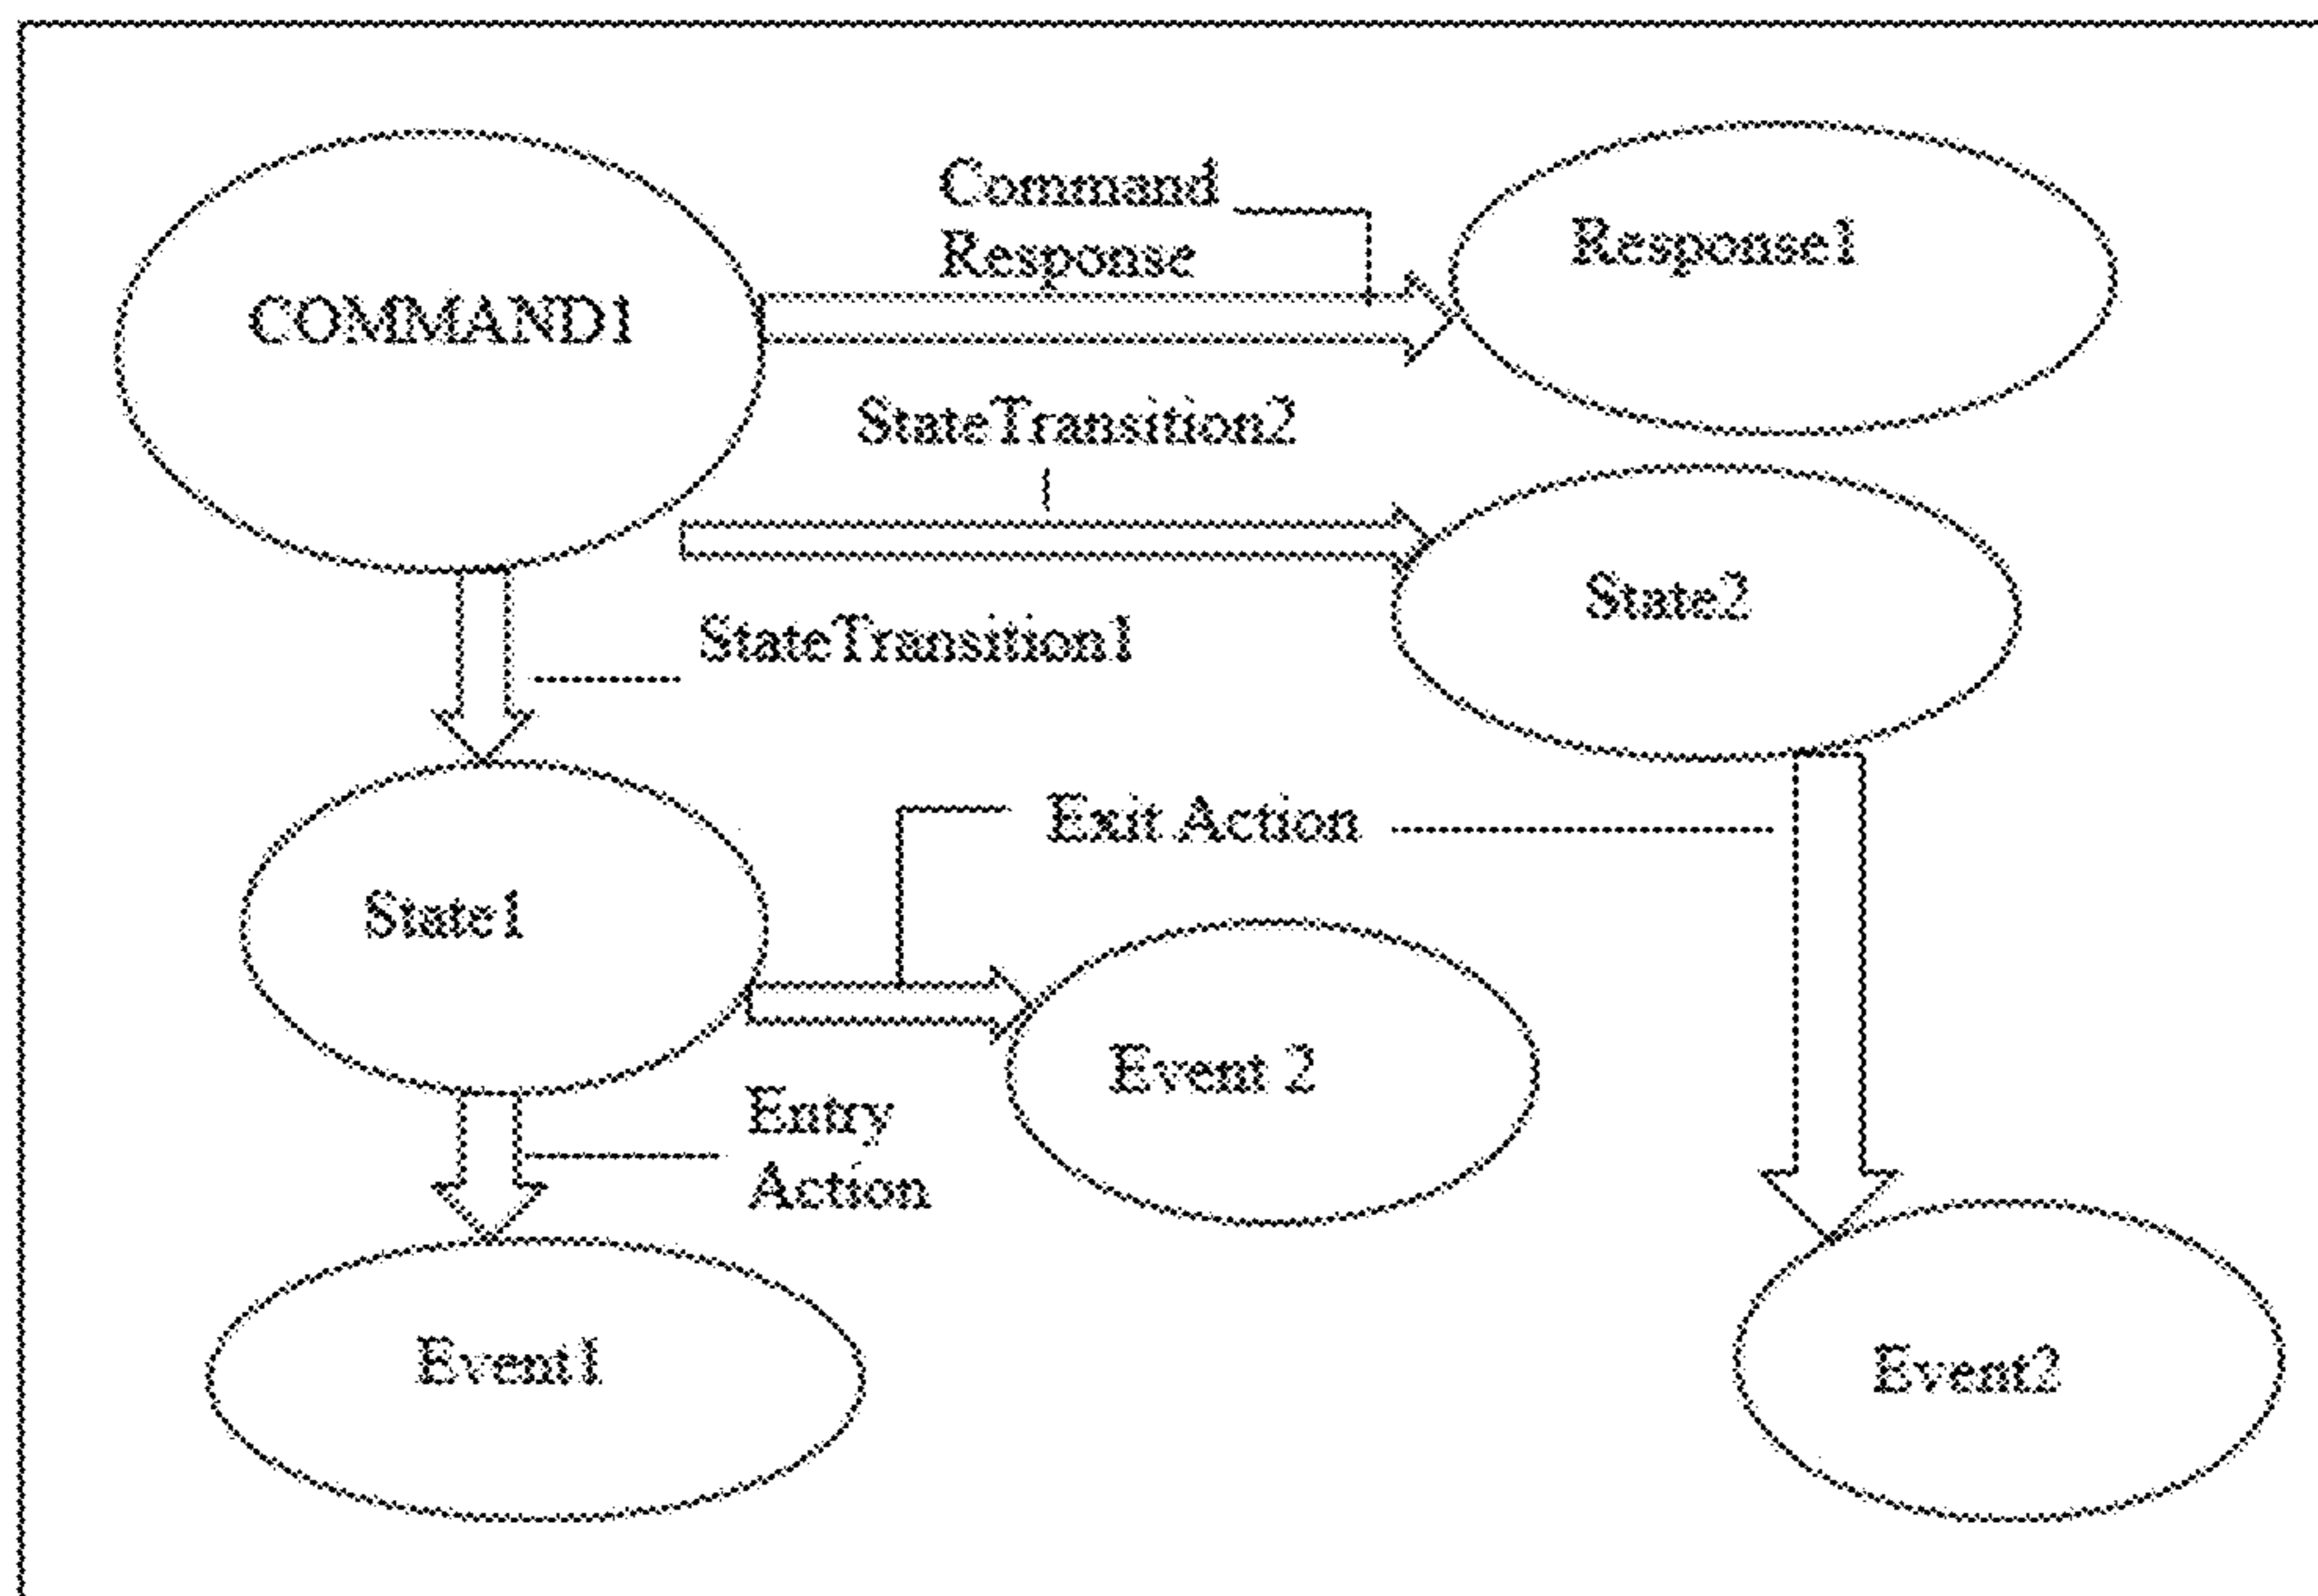 Command
Response
Response1
COMMAND1
StateTransition2
State2
StateTransition1
Exit Action
State1
Event 2
Entry
Action
Event1
Event2